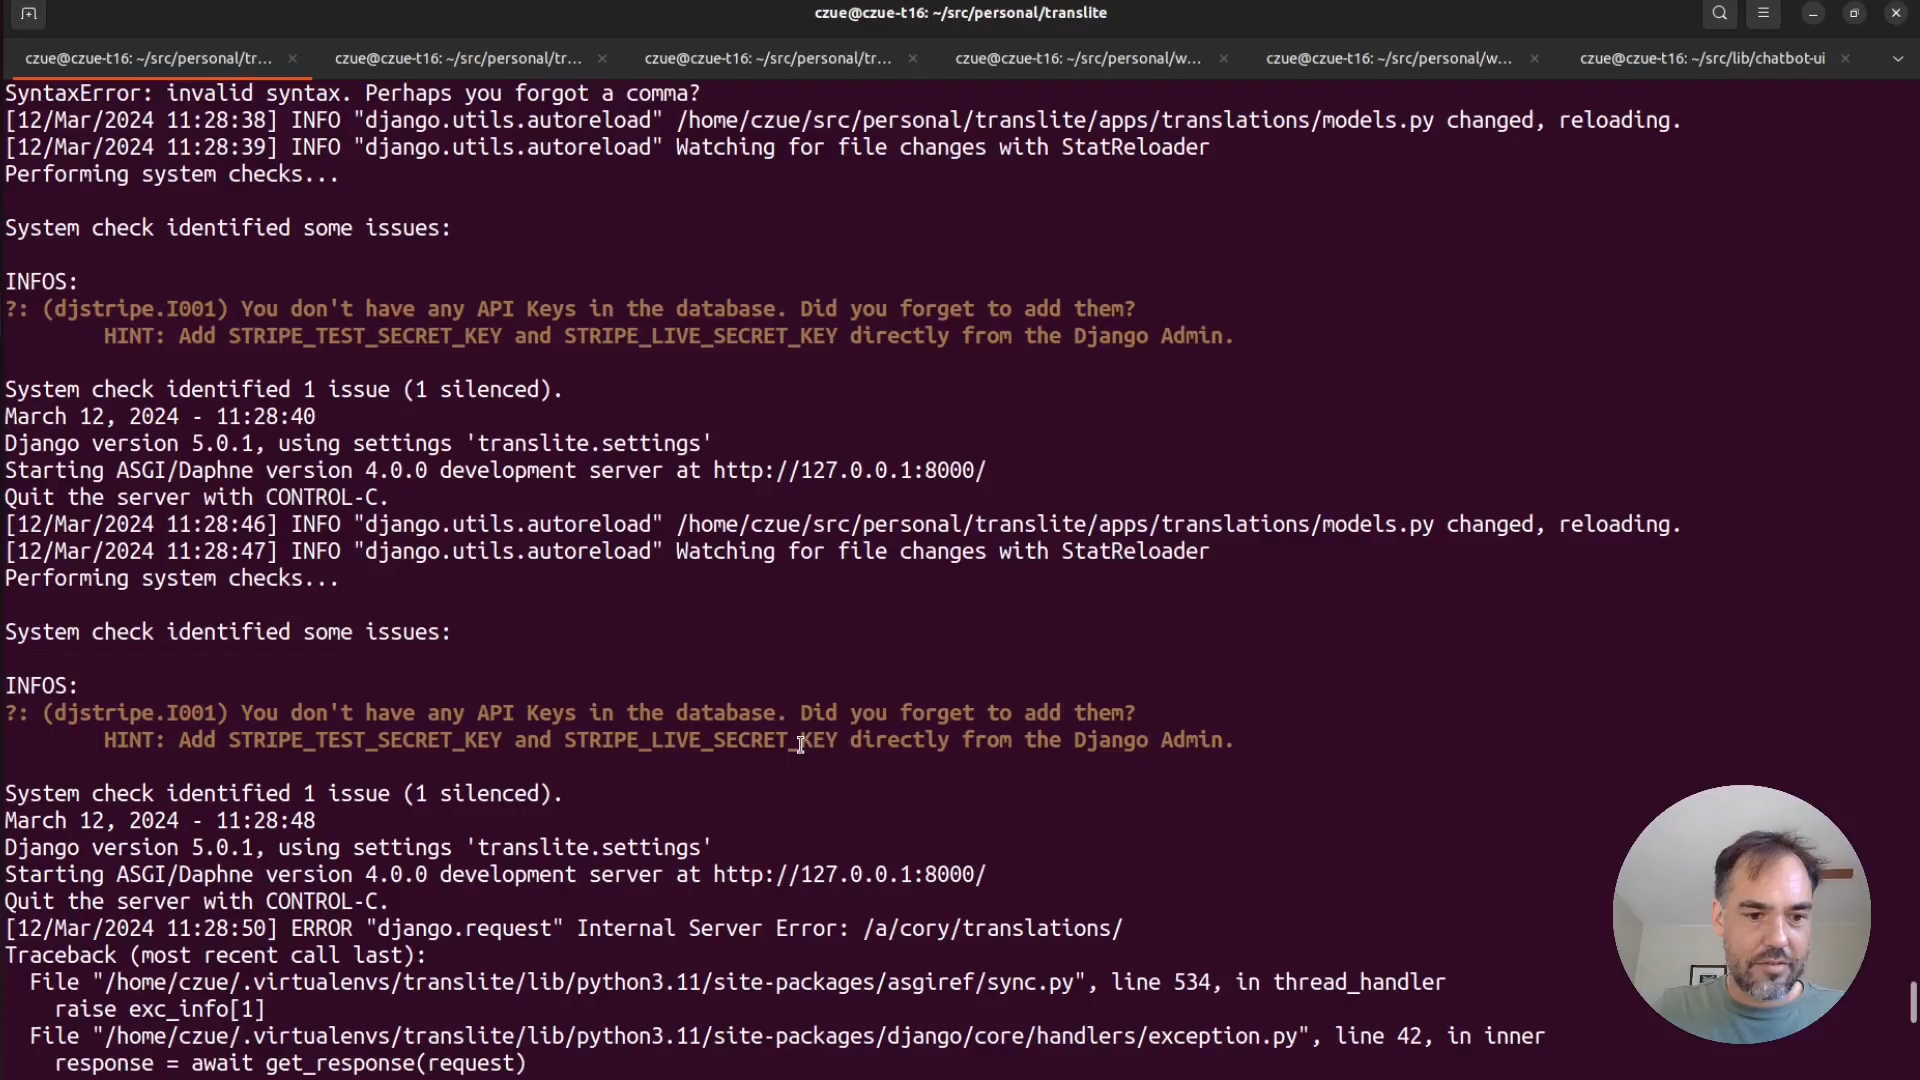 czue@czue-t16: ~/src/personal/translite
czue@czue-t16: ~/src/personal/tr...
czue@czue-t16: ~/src/personal/tr...
czue@czue-t16: ~/src/personal/tr...
czue@czue-t16: ~/src/personal/w...
czue@czue-t16: ~/src/personal/w...
czue@czue-t16: ~/src/lib/chatbot-ui
SyntaxError: invalid syntax. Perhaps you forgot a comma?
[12/Mar/2024 11:28:38] INFO "django.utils.autoreload" /home/czue/src/personal/translite/apps/translations/models.py changed, reloading.
[12/Mar/2024 11:28:39] INFO "django.utils.autoreload" Watching for file changes with StatReloader
Performing system checks...
System check identified some issues:
INFOS:
?: (djstripe.I001) You don't have any API Keys in the database. Did you forget to add them?
HINT: Add STRIPE_TEST_SECRET_KEY and STRIPE_LIVE_SECRET_KEY directly from the Django Admin.
System check identified 1 issue (1 silenced).
March 12, 2024 - 11:28:40
Django version 5.0.1, using settings 'translite.settings'
Starting ASGI/Daphne version 4.0.0 development server at http://127.0.0.1:8000/
Quit the server with CONTROL-C.
[12/Mar/2024 11:28:46] INFO "django.utils.autoreload" /home/czue/src/personal/translite/apps/translations/models.py changed, reloading.
[12/Mar/2024 11:28:47] INFO "django.utils.autoreload" Watching for file changes with StatReloader
Performing system checks...
System check identified some issues:
INFOS:
?: (djstripe.I001) You don't have any API Keys in the database. Did you forget to add them?
HINT: Add STRIPE_TEST_SECRET_KEY and STRIPE_LIVE_SECRET_KEY directly from the Django Admin.
System check identified 1 issue (1 silenced).
March 12, 2024 - 11:28:48
Django version 5.0.1, using settings 'translite.settings'
Starting ASGI/Daphne version 4.0.0 development server at http://127.0.0.1:8000/
Quit the server with CONTROL-C.
[12/Mar/2024 11:28:50] ERROR "django.request" Internal Server Error: /a/cory/translations/
Traceback (most recent call last):
File "/home/czue/.virtualenvs/translite/lib/python3.11/site-packages/asgiref/sync.py", line 534, in thread_handler
raise exc_info[1]
File "/home/czue/.virtualenvs/translite/lib/python3.11/site-packages/django/core/handlers/exception.py", line 42, in inner
response = await get_response(request)